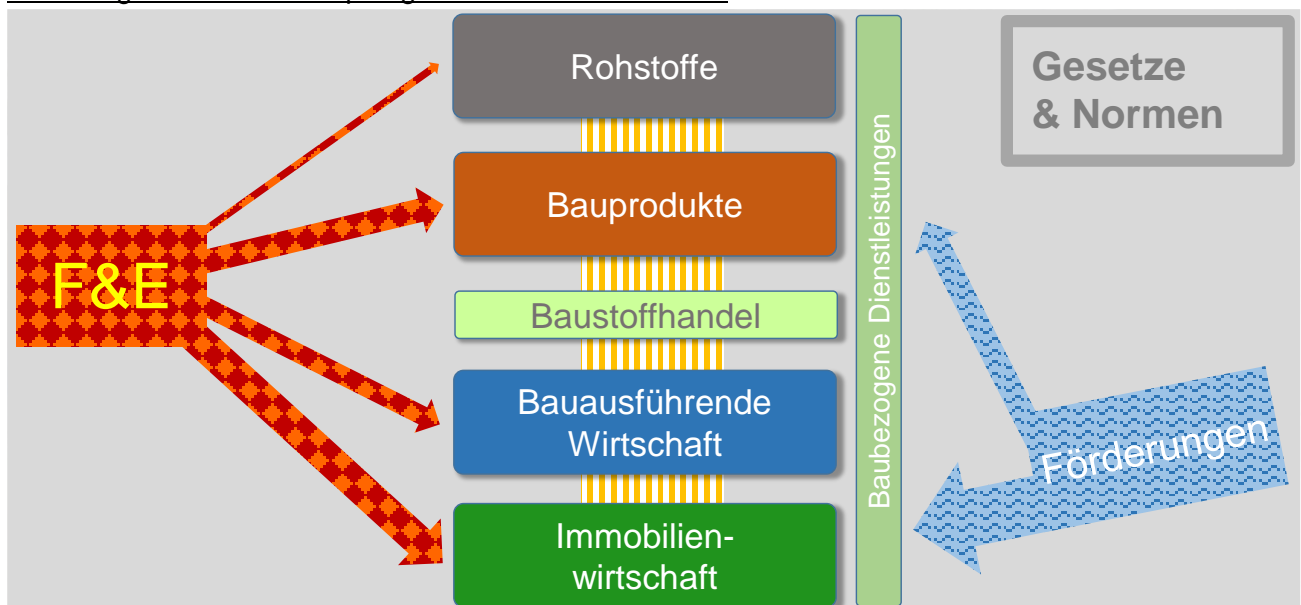 Rohstoffe
Gesetze
& Normen
Bauprodukte
F&E
Baustoffhandel
Bauausführende
Wirtschaft
Immobilien-
wirtschaft
Baubezogene Dienstleistungen
Förderungen